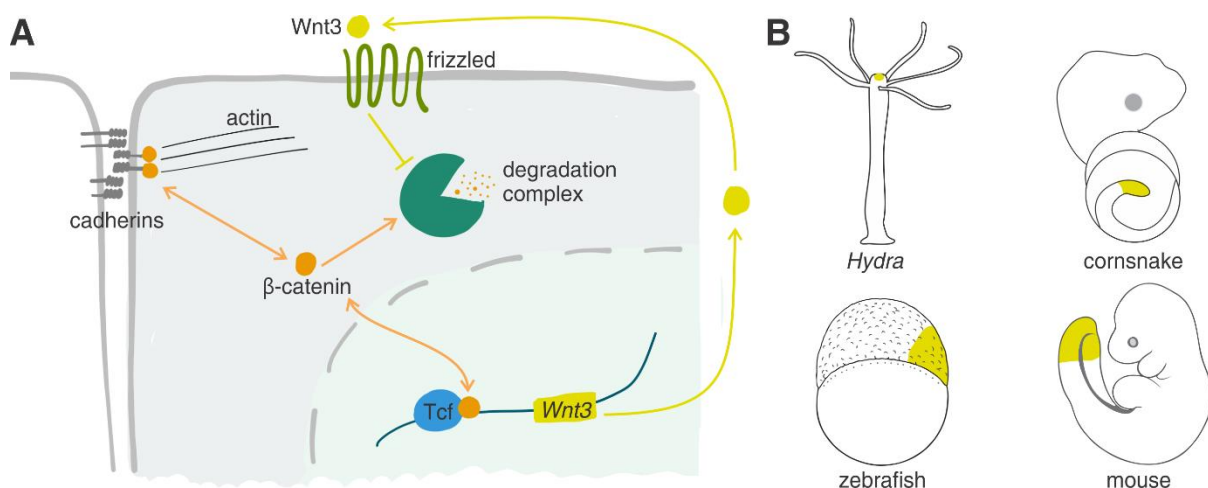 A
Wnt3
frizzled
actin
cadherins
degradation
complex
β-catenin
Tcf
Wnt3
B
Hydra
cornsnake
zebrafish
mouse